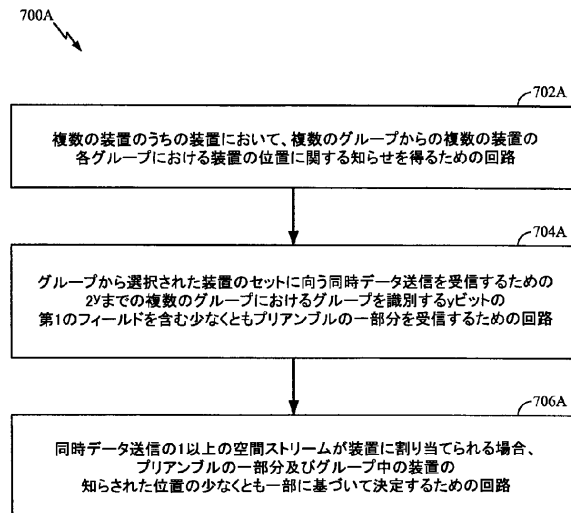 700A
702A
複数の装置のうちの装置において、複数のグループからの複数の装置の
各グループにおける装置の位置に関する知らせを得るための回路
704A
グループから選択された装置のセットに向う同時データ送信を受信するための
2yまでの複数のグループにおけるグループを識別するyビットの
第1のフィールドを含む少なくともプリアンブルの一部分を受信するための回路
706A
同時データ送信の1以上の空間ストリームが装置に割り当てられる場合、
プリアンブルの一部分及びグループ中の装置の
知らされた位置の少なくとも一部に基づいて決定するための回路